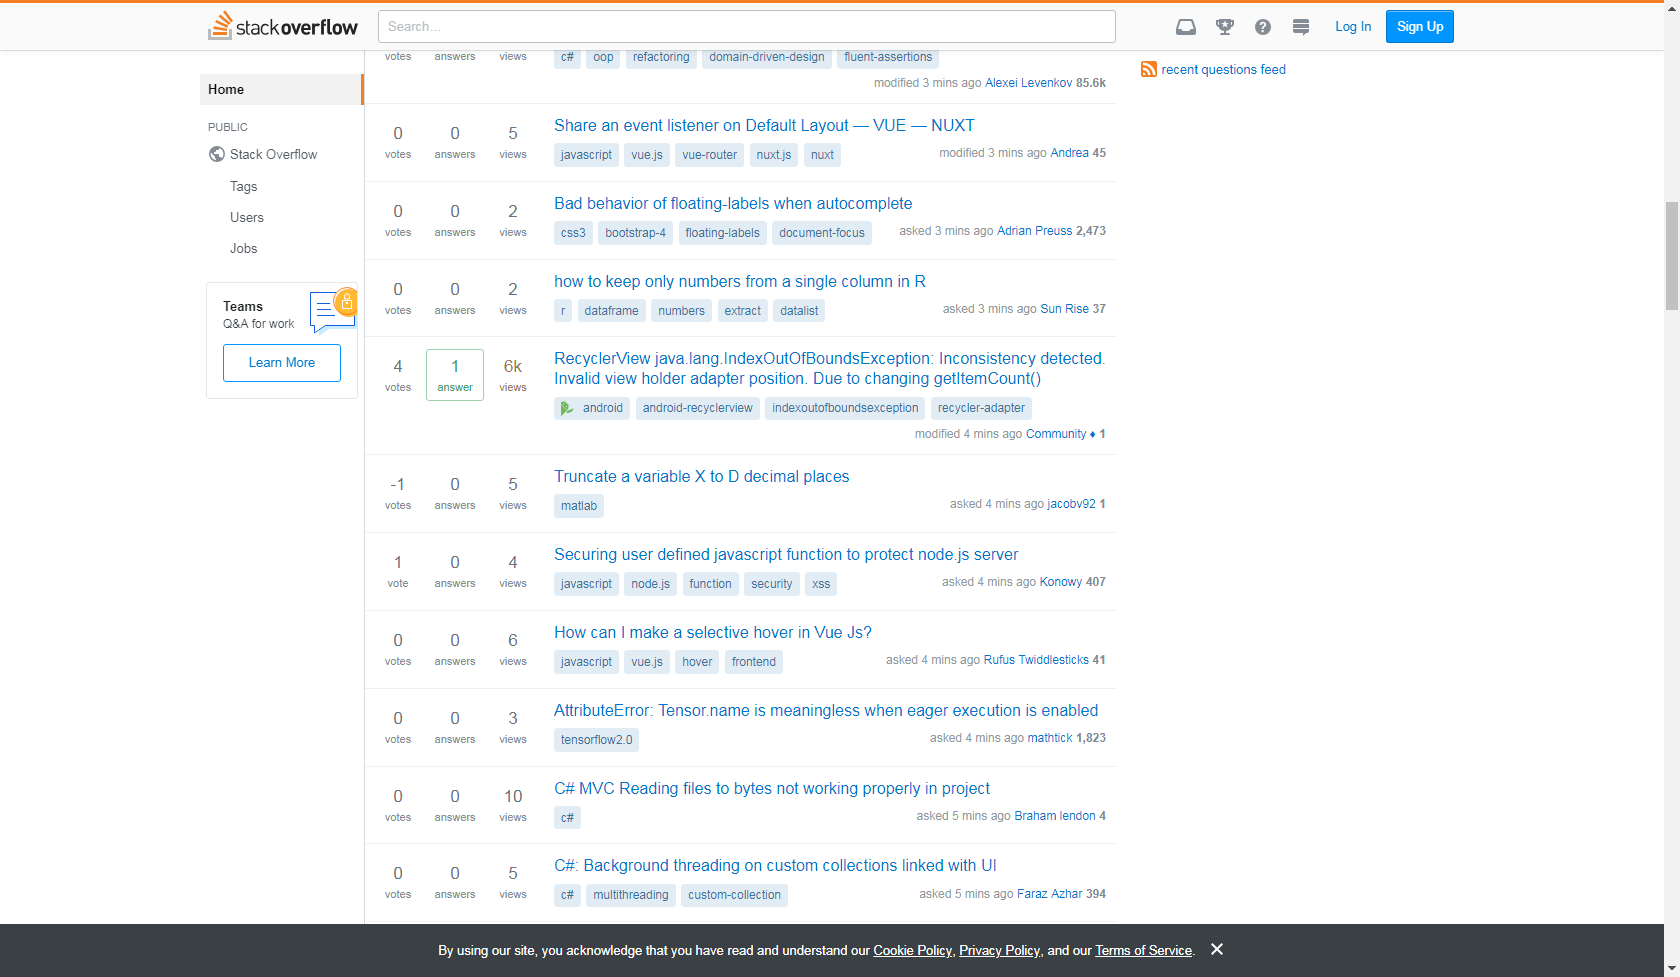 stackoverflow
Search...
Log In
Sign Up
Home
PUBLIC
Stack Overflow
Tags
Users
Jobs
Teams
Q&A for work
Learn More
votes answers views
c# oop refactoring domain-driven-design fluent-assertions
modified 3 mins ago Alexei Levenkov 85.6k
0 0 5
votes answers views
Share an event listener on Default Layout — VUE — NUXT
javascript vue.js vue-router nuxt.js nuxt
modified 3 mins ago Andrea 45
0 0 2
votes answers views
Bad behavior of floating-labels when autocomplete
css3 bootstrap-4 floating-labels document-focus
asked 3 mins ago Adrian Preuss 2,473
0 0 2
votes answers views
how to keep only numbers from a single column in R
r dataframe numbers extract datalist
asked 3 mins ago Sun Rise 37
4 1 6k
votes answer views
RecyclerView java.lang.IndexOutOfBoundsException: Inconsistency detected.
Invalid view holder adapter position. Due to changing getItemCount()
android android-recyclerview indexoutofboundsexception recycler-adapter
modified 4 mins ago Community ♦ 1
-1 0 5
votes answers views
Truncate a variable X to D decimal places
matlab
asked 4 mins ago jacobv92 1
1 0 4
vote answers views
Securing user defined javascript function to protect node.js server
javascript node.js function security xss
asked 4 mins ago Konowy 407
0 0 6
votes answers views
How can I make a selective hover in Vue Js?
javascript vue.js hover frontend
asked 4 mins ago Rufus Twiddlesticks 41
0 0 3
votes answers views
AttributeError: Tensor.name is meaningless when eager execution is enabled
tensorflow2.0
asked 4 mins ago mathtick 1,823
0 0 10
votes answers views
C# MVC Reading files to bytes not working properly in project
c#
asked 5 mins ago Braham lendon 4
0 0 5
votes answers views
C#: Background threading on custom collections linked with UI
c# multithreading custom-collection
asked 5 mins ago Faraz Azhar 394
recent questions feed
By using our site, you acknowledge that you have read and understand our Cookie Policy, Privacy Policy, and our Terms of Service.